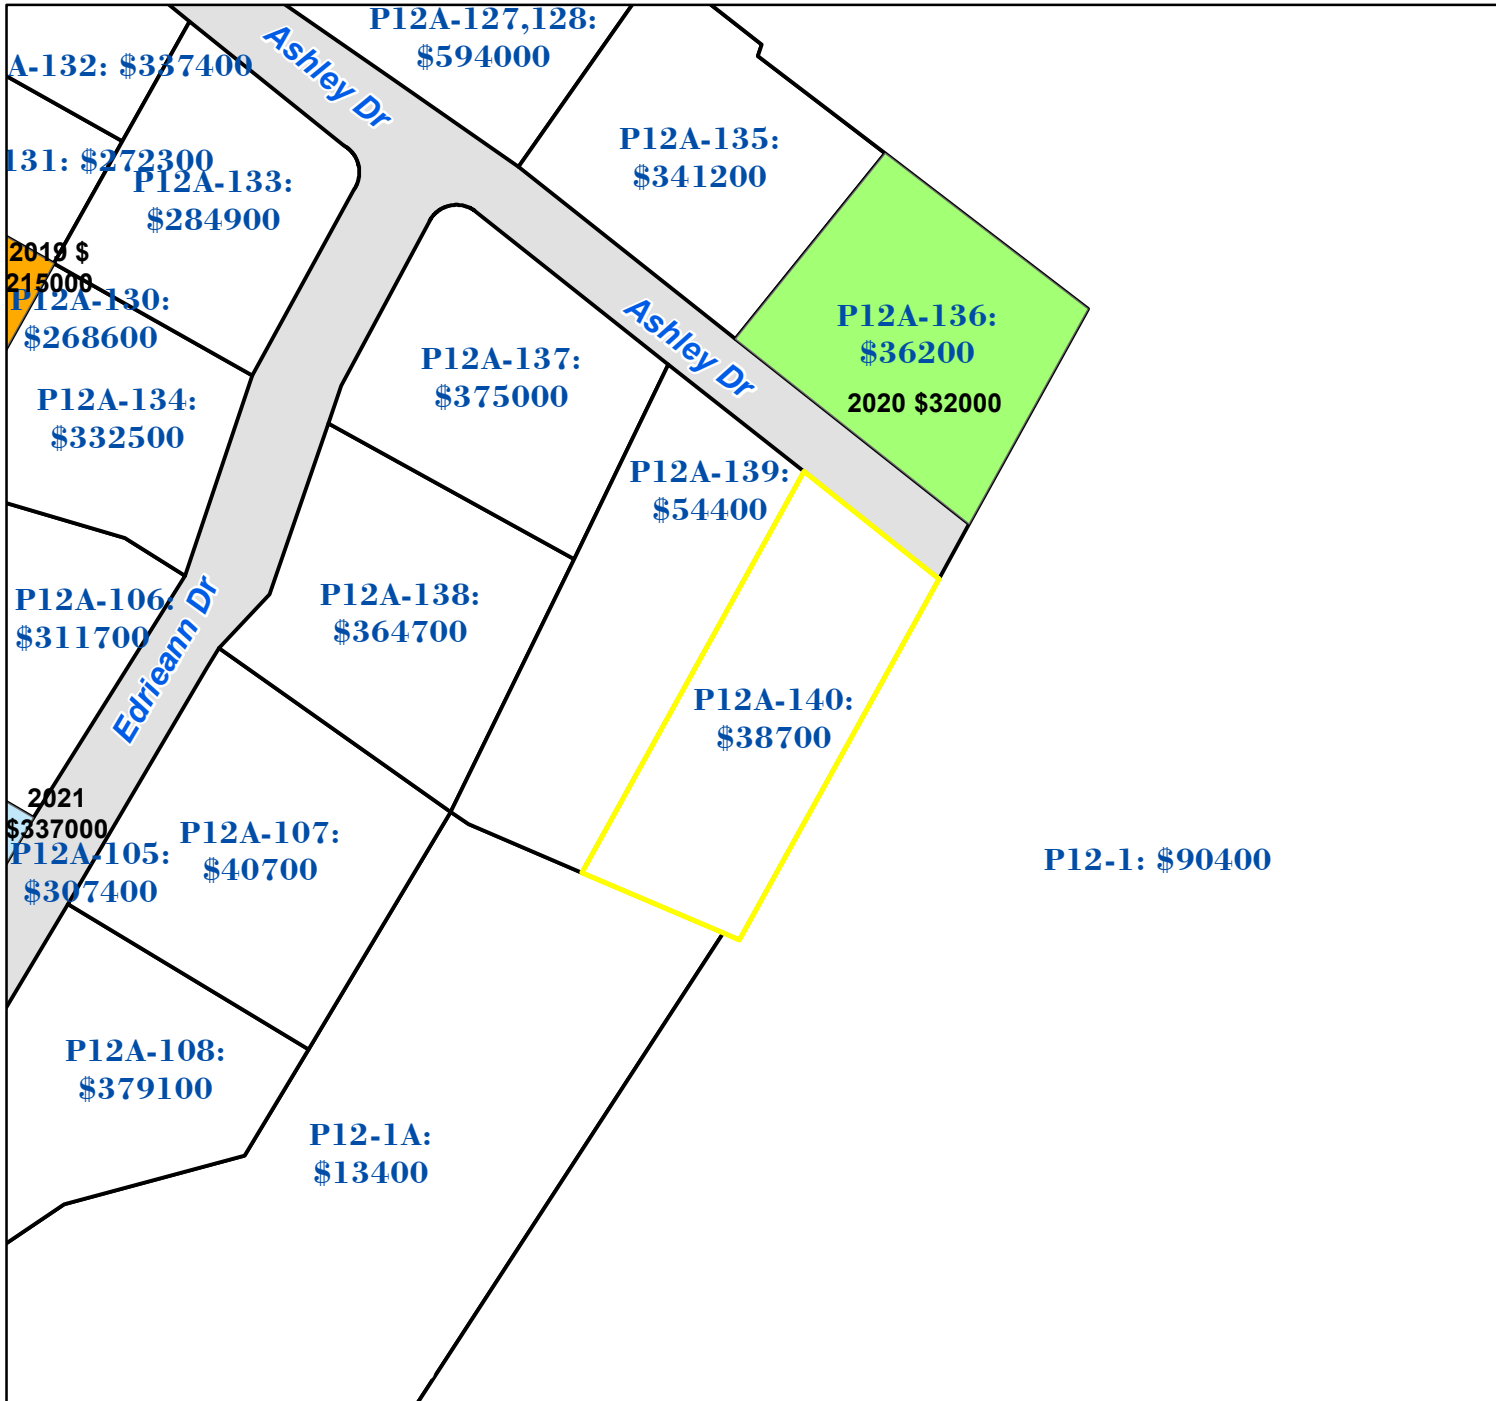 P12A-127,128:
$594000
Ashley Dr
A-132: $337400
P12A-135:
$341200
131: $272300
P12A-133:
$284900
2019 $
215000
P12A-130:
$268600
P12A-136:
$36200
2020 $32000
Ashley Dr
P12A-137:
$375000
P12A-134:
$332500
P12A-139:
$54400
P12A-106:
$311700
P12A-138:
$364700
Edrieann Dr
P12A-140:
$38700
2021
$337000
P12A-105:
$307400
P12A-107:
$40700
P12-1: $90400
P12A-108:
$379100
P12-1A:
$13400